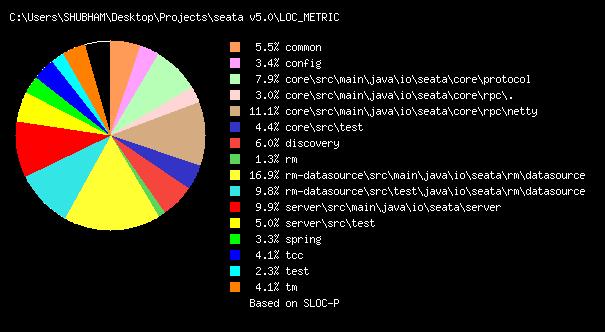 C:\Users\SHUBHAM\Desktop\Projects\seata v5.0\LOC_METRIC
5.5% common
3.4% config
7.9% core\src\main\java\io\seata\core\protocol
3.0% core\src\main\java\io\seata\core\rpc\.
11.1% core\src\main\java\io\seata\core\rpc\netty
4.4% core\src\test
6.0% discovery
1.3% rm
16.9% rm-datasource\src\main\java\io\seata\rm\datasource
9.8% rm-datasource\src\test\java\io\seata\rm\datasource
9.9% server\src\main\java\io\seata\server
5.0% server\src\test
3.3% spring
4.1% tcc
2.3% test
4.1% tm
Based on SLOC-P